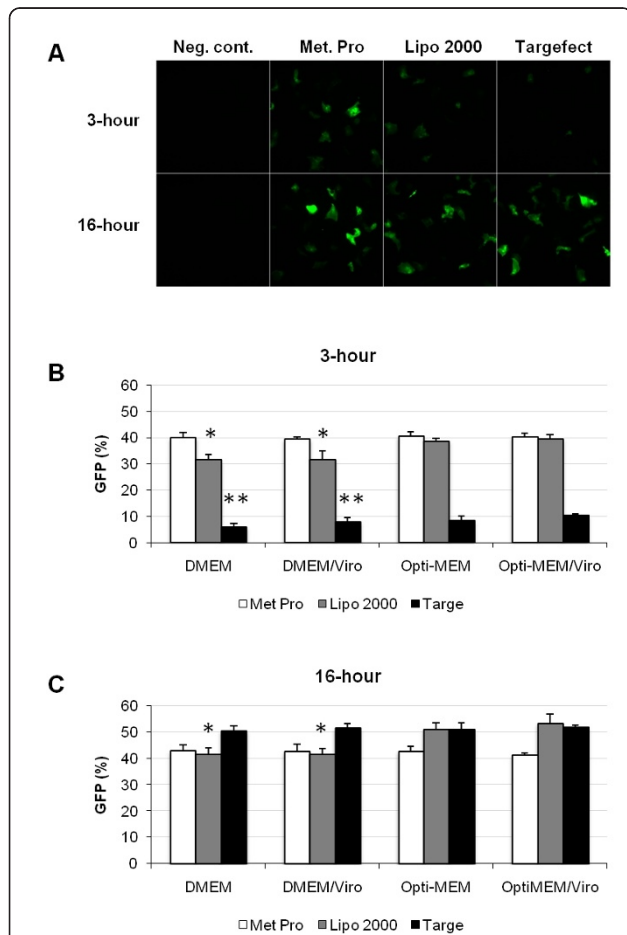 A
Neg. cont. Met. Pro Lipo 2000 Targefect
3-hour
16-hour
B
3-hour
60
50
40
30
20
10
0
GFP (%)
* ** * **
DMEM DMEM/Viro Opti-MEM Opti-MEM/Viro
Met Pro Lipo 2000 Targe
C
16-hour
60
50
40
30
20
10
0
GFP (%)
* *
DMEM DMEM/Viro Opti-MEM OptiMEM/Viro
Met Pro Lipo 2000 Targe